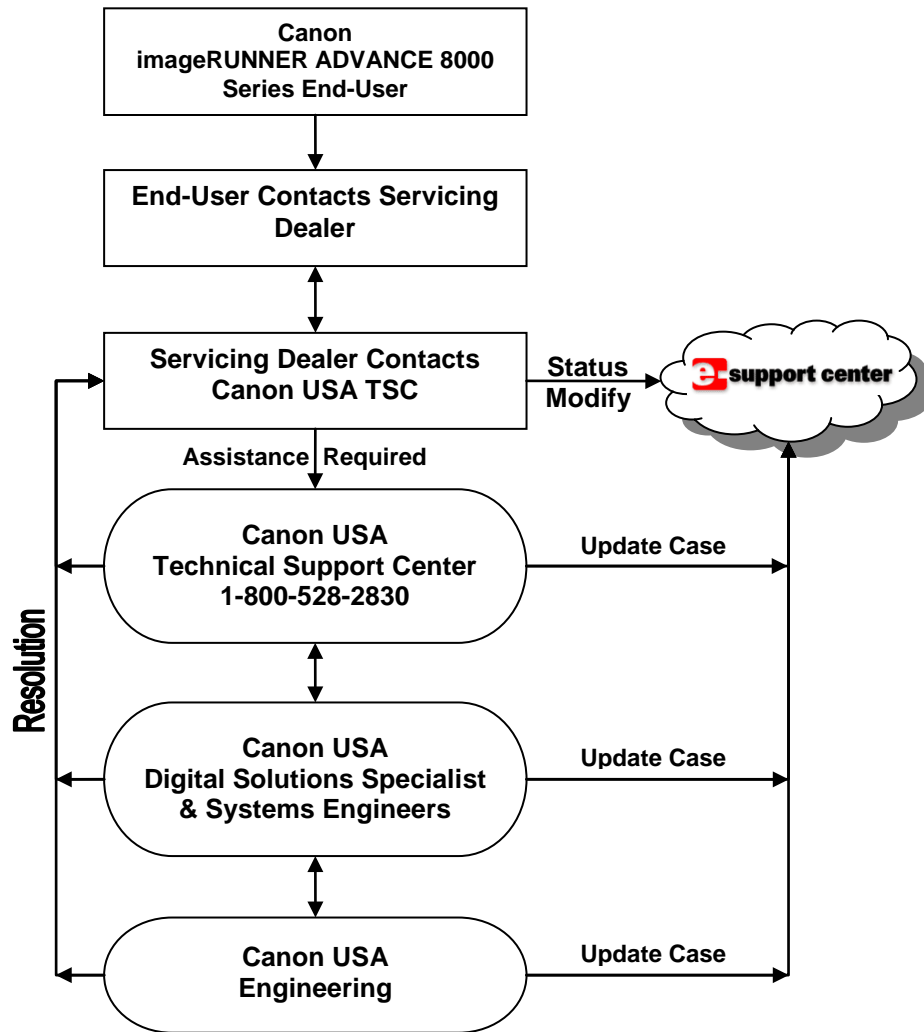 Canon
imageRUNNER ADVANCE 8000
Series End-User
End-User Contacts Servicing
Dealer
Servicing Dealer Contacts
Canon USA TSC
Status
Modify
e-support center
Assistance Required
Canon USA
Technical Support Center
1-800-528-2830
Update Case
Resolution
Canon USA
Digital Solutions Specialist
& Systems Engineers
Update Case
Canon USA
Engineering
Update Case